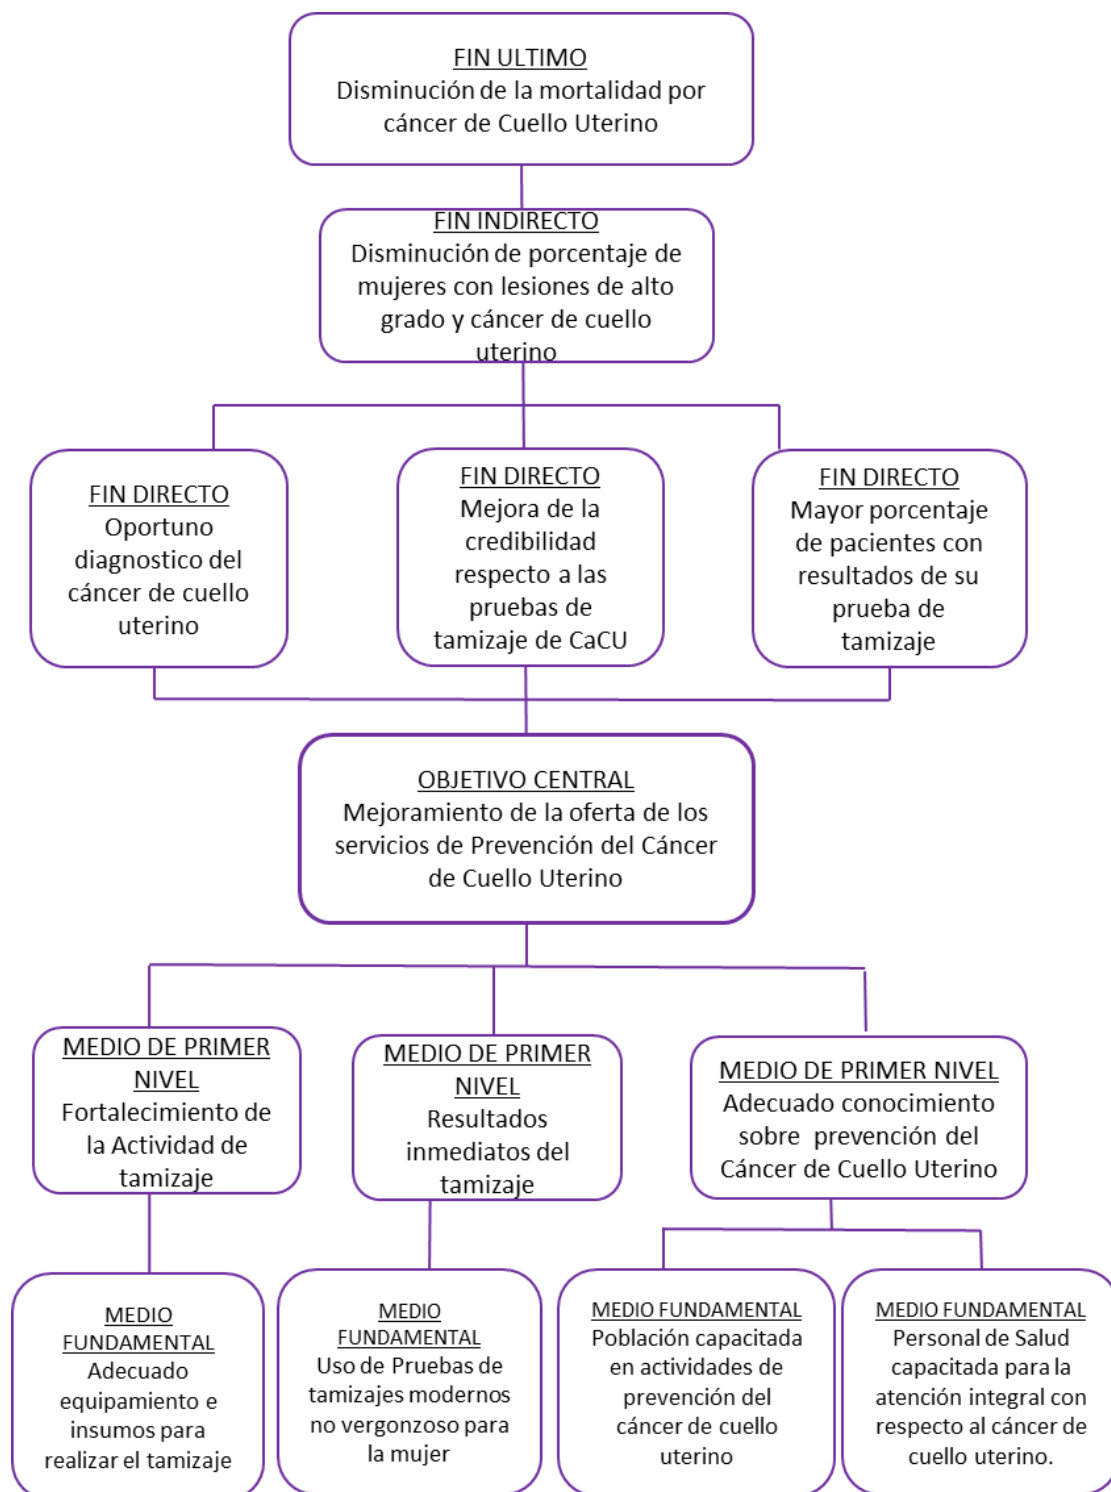 FIN ULTIMO
Disminución de la mortalidad por
cáncer de Cuello Uterino
FIN INDIRECTO
Disminución de porcentaje de
mujeres con lesiones de alto
grado y cáncer de cuello
uterino
FIN DIRECTO
Oportuno
diagnostico del
cáncer de cuello
uterino
FIN DIRECTO
Mejora de la
credibilidad
respecto a las
pruebas de
tamizaje de CaCU
FIN DIRECTO
Mayor porcentaje
de pacientes con
resultados de su
prueba de
tamizaje
OBJETIVO CENTRAL
Mejoramiento de la oferta de los
servicios de Prevención del Cáncer
de Cuello Uterino
MEDIO DE PRIMER
NIVEL
Fortalecimiento de
la Actividad de
tamizaje
MEDIO DE PRIMER
NIVEL
Resultados
inmediatos del
tamizaje
MEDIO DE PRIMER NIVEL
Adecuado conocimiento
sobre prevención del
Cáncer de Cuello Uterino
MEDIO
FUNDAMENTAL
Adecuado
equipamiento e
insumos para
realizar el tamizaje
MEDIO
FUNDAMENTAL
Uso de Pruebas de
tamizajes modernos
no vergonzoso para
la mujer
MEDIO FUNDAMENTAL
Población capacitada
en actividades de
prevención del
cáncer de cuello
uterino
MEDIO FUNDAMENTAL
Personal de Salud
capacitada para la
atención integral con
respecto al cáncer de
cuello uterino.